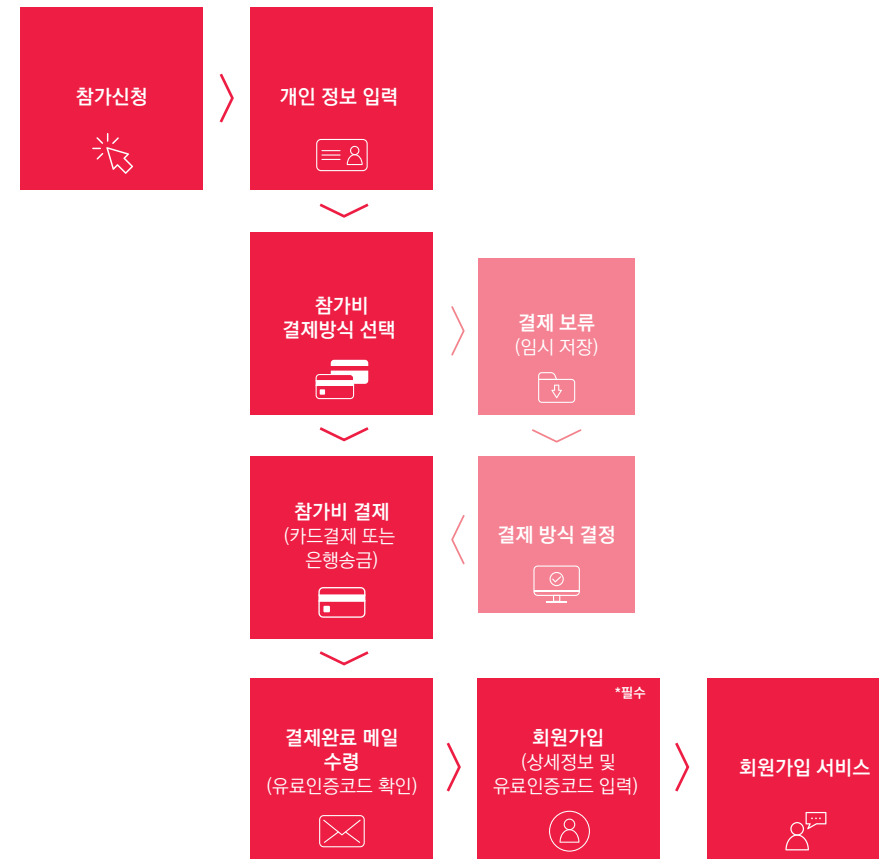 참가신청
개인 정보 입력
참가비
결제방식 선택
결제 보류
(임시 저장)
참가비 결제
(카드결제 또는
은행송금)
결제 방식 결정
결제완료 메일
수령
(유료인증코드 확인)
*필수
회원가입
(상세정보 및
유료인증코드 입력)
회원가입 서비스